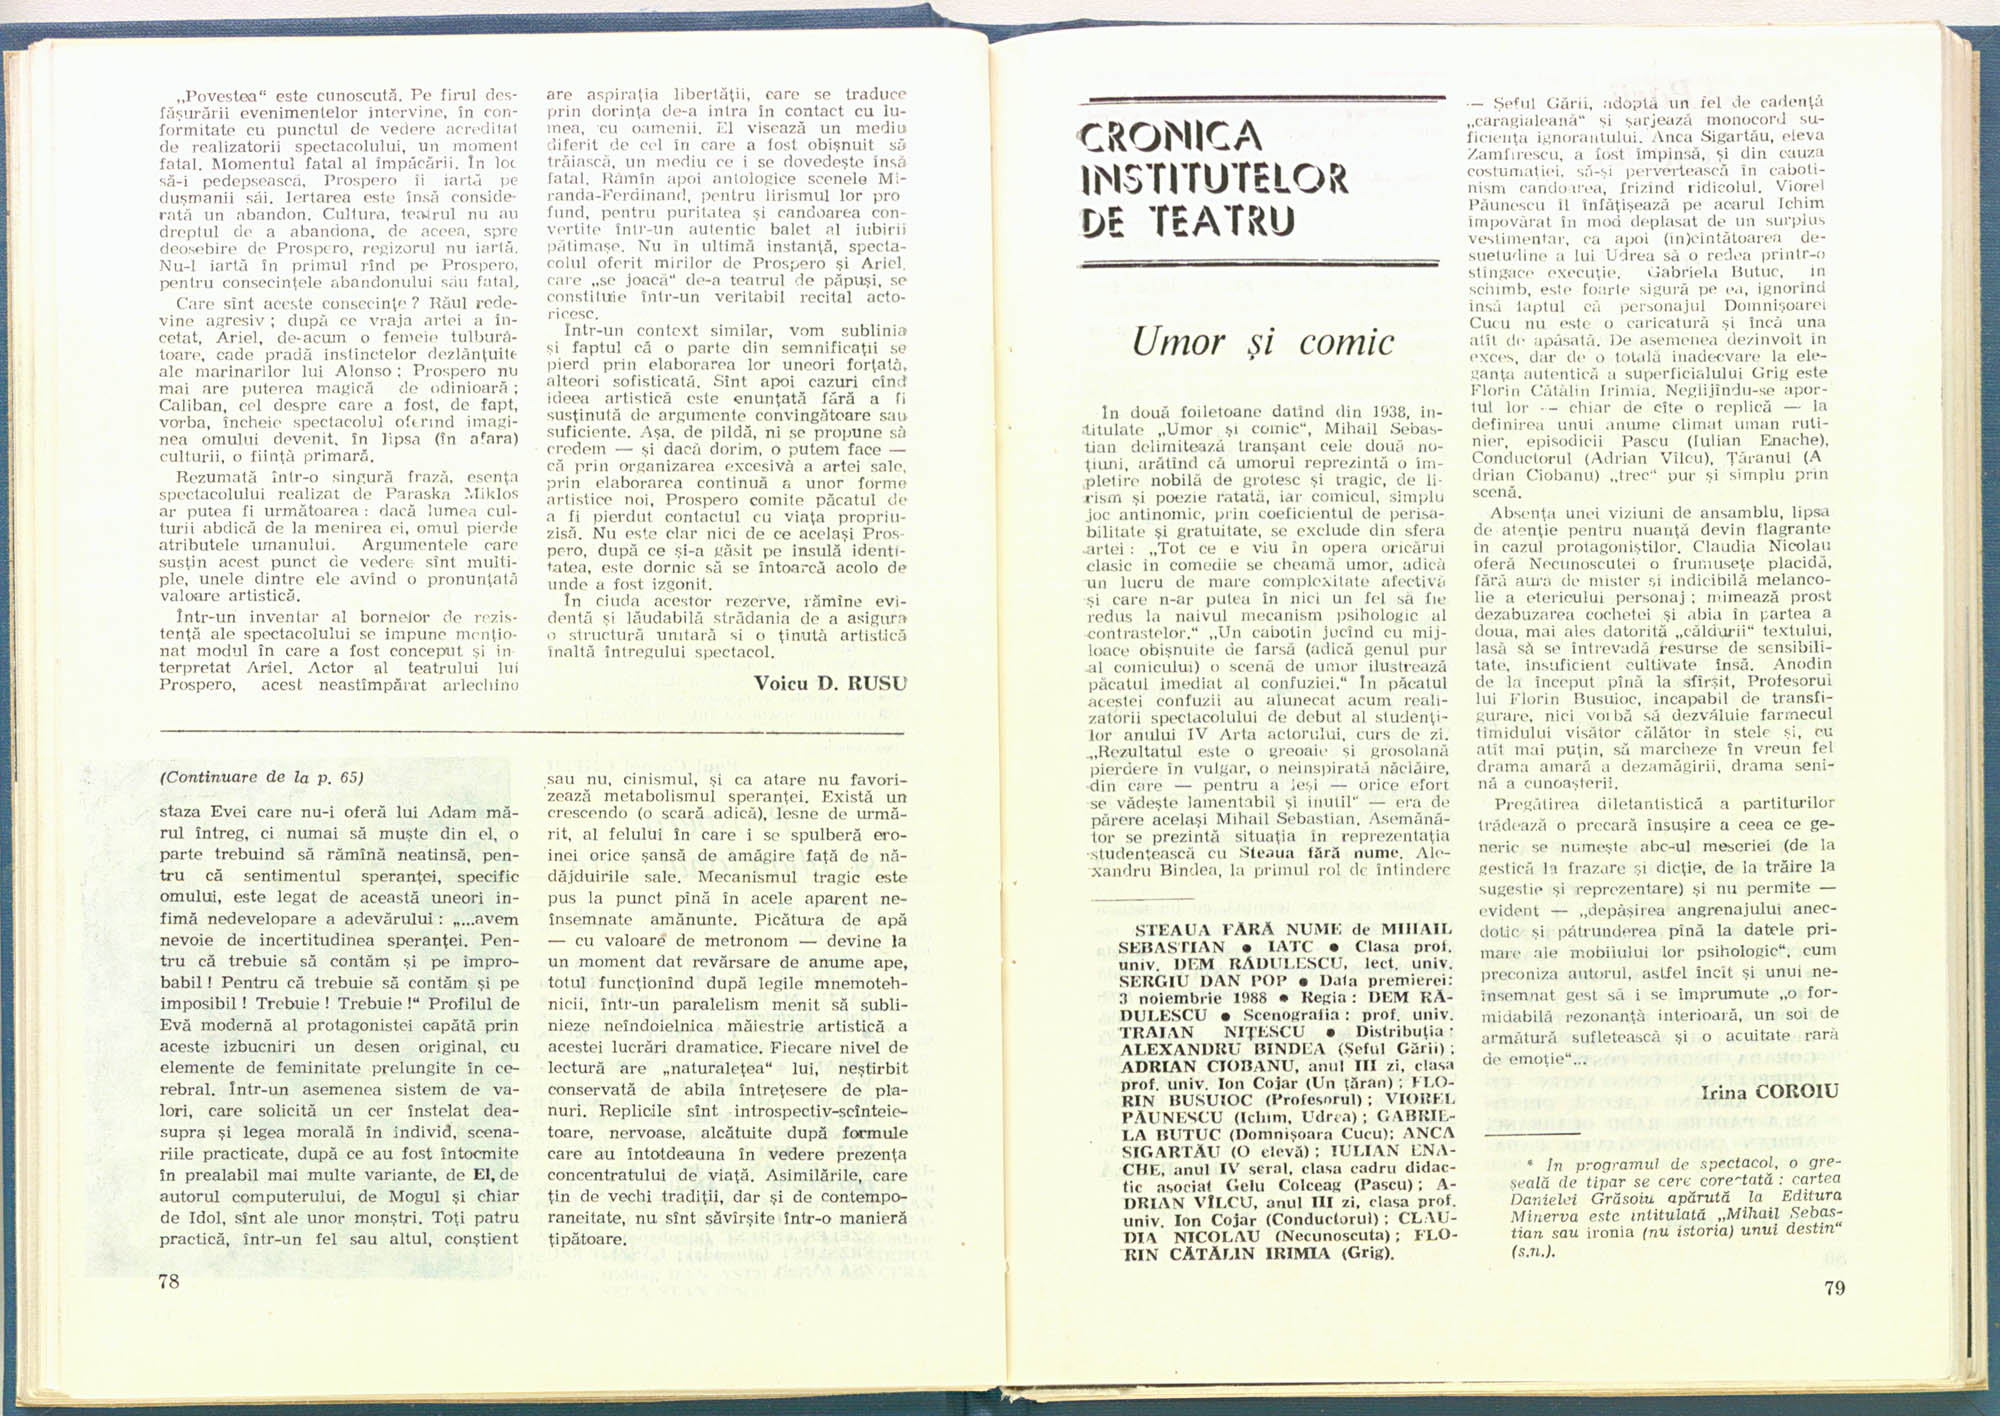 „Povestea“ este cunoscută. Pe firul des-
fășurării evenimentelor intervine, în con-
formitate cu punctul de vedere acreditat
de realizatorii spectacolului, un moment
fatal. Momentul fatal al împăcării. În loc
să-i pedepsească, Prospero îi iartă pe
dușmanii săi. Iertarea este însă conside-
rată un abandon. Cultura, teatrul nu au
dreptul de a abandona, de aceea, spre
deosebire de Prospero, regizorul nu iartă.
Nu-l iartă în primul rînd pe Prospero,
pentru consecințele abandonului său fatal.
Care sînt aceste consecințe? Răul rede-
vine agresiv; după ce vraja artei a în-
cetat, Ariel, de-acum o femeie tulbură-
toare, cade pradă instinctelor dezlănțuite
ale marinarilor lui Alonso; Prospero nu
mai are puterea magică de odinioară;
Caliban, cel despre care a fost, de fapt,
vorba, încheie spectacolul oferind imagi-
nea omului devenit, în lipsa (în afara)
culturii, o ființă primară.
Rezumată într-o singură frază, esența
spectacolului realizat de Paraska Miklos
ar putea fi următoarea: dacă lumea cul-
turii abdică de la menirea ei, omul pierde
atributele umanului. Argumentele care
susțin acest punct de vedere sînt multi-
ple, unele dintre ele avînd o pronunțată
valoare artistică.
Într-un inventar al bornelor de rezis-
tență ale spectacolului se impune mențio-
nat modul în care a fost conceput și in-
terpretat Ariel. Actor al teatrului lui
Prospero, acest neastîmpărat arlechino
are aspirația libertății, care se traduce
prin dorința de-a intra în contact cu lu-
mea, cu oamenii. El visează un mediu
diferit de cel în care a fost obișnuit să
trăiască, un mediu ce i se dovedește însă
fatal. Rămîn apoi antologice scenele Mi-
randa-Ferdinand, pentru lirismul lor pro
fund, pentru puritatea și candoarea con-
vertite într-un autentic balet al iubirii
pătimașe. Nu în ultimă instanță, specta-
colul oferit mirilor de Prospero și Ariel,
care „se joacă“ de-a teatrul de păpuși, se
constituie într-un veritabil recital acto-
ricesc.
Într-un context similar, vom sublinia
și faptul că o parte din semnificații se
pierd prin elaborarea lor uneori forțată,
alteori sofisticată. Sînt apoi cazuri cînd
ideea artistică este enunțată fără a fi
susținută de argumente convingătoare sau
suficiente. Așa, de pildă, ni se propune să
credem — și dacă dorim, o putem face —
că prin organizarea excesivă a artei sale,
prin elaborarea continuă a unor forme
artistice noi, Prospero comite păcatul de
a fi pierdut contactul cu viața propriu-
zisă. Nu este clar nici de ce același Pros-
pero, după ce și-a găsit pe insulă identi-
tatea, este dornic să se întoarcă acolo de
unde a fost izgonit.
În ciuda acestor rezerve, rămîne evi-
dentă și lăudabilă strădania de a asigura
o structură unitară și o ținută artistică
înaltă întregului spectacol.
Voicu D. RUSU
(Continuare de la p. 65)
staza Evei care nu-i oferă lui Adam mă-
rul întreg, ci numai să muște din el, o
parte trebuind să rămînă neatinsă, pen-
tru că sentimentul speranței, specific
omului, este legat de această uneori in-
fimă nedevelopare a adevărului: „...avem
nevoie de incertitudinea speranței. Pen-
tru că trebuie să contăm și pe impro-
babil! Pentru că trebuie să contăm și pe
imposibil! Trebuie! Trebuie!“ Profilul de
Evă modernă al protagonistei capătă prin
aceste izbucniri un desen original, cu
elemente de feminitate prelungite în ce-
rebral. Într-un asemenea sistem de va-
lori, care solicită un cer înstelat dea-
supra și legea morală în individ, scena-
riile practicate, după ce au fost întocmite
în prealabil mai multe variante, de El, de
autorul computerului, de Mogul și chiar
de Idol, sînt ale unor monștri. Toți patru
practică, într-un fel sau altul, conștient
sau nu, cinismul, și ca atare nu favori-
zează metabolismul speranței. Există un
crescendo (o scară adică), lesne de urmă-
rit, al felului în care i se spulberă ero-
inei orice șansă de amăgire față de nă-
dăjduirile sale. Mecanismul tragic este
pus la punct pînă în acele aparent ne-
însemnate amănunte. Picătura de apă
— cu valoare de metronom — devine la
un moment dat revărsare de anume ape,
totul funcționînd după legile mnemoteh-
nicii, într-un paralelism menit să subli-
nieze neîndoielnica măiestrie artistică a
acestei lucrări dramatice. Fiecare nivel de
lectură are „naturalețea“ lui, neștirbit
conservată de abila întrețesere de pla-
nuri. Replicile sînt introspectiv-scînteie-
toare, nervoase, alcătuite după formule
care au întotdeauna în vedere prezența
concentratului de viață. Asimilările, care
țin de vechi tradiții, dar și de contempo-
raneitate, nu sînt săvîrșite într-o manieră
țipătoare.
78
CRONICA
INSTITUTELOR
DE TEATRU
Umor și comic
În două foiletoane datînd din 1938, in-
titulate „Umor și comic“, Mihail Sebas-
tian delimitează tranșant cele două no-
țiuni, arătînd că umorul reprezintă o îm-
pletire nobilă de grotesc și tragic, de li-
rism și poezie ratată, iar comicul, simplu
joc antinomic, prin coeficientul de perisa-
bilitate și gratuitate, se exclude din sfera
artei: „Tot ce e viu în opera oricărui
clasic în comedie se cheamă umor, adică
un lucru de mare complexitate afectivă
și care n-ar putea în nici un fel să fie
redus la naivul mecanism psihologic al
contrastelor.“ „Un cabotin jucînd cu mij-
loace obișnuite de farsă (adică genul pur
al comicului) o scenă de umor ilustrează
păcatul imediat al confuziei.“ În păcatul
acestei confuzii au alunecat acum reali-
zatorii spectacolului de debut al studenți-
lor anului IV Arta actorului, curs de zi.
„Rezultatul este o greoaie și grosolană
pierdere în vulgar, o neinspirată năclăire,
din care — pentru a ieși — orice efort
se vădește lamentabil și inutil“ — era de
părere același Mihail Sebastian. Asemănă-
tor se prezintă situația în reprezentația
studențească cu Steaua fără nume. Ale-
xandru Bindea, la primul rol de întindere
STEAUA FĂRĂ NUME de MIHAIL
SEBASTIAN ● IATC ● Clasa prof.
univ. DEM RĂDULESCU, lect. univ.
SERGIU DAN POP ● Data premierei:
3 noiembrie 1988 ● Regia: DEM RĂ-
DULESCU ● Scenografia: prof. univ.
TRAIAN NIȚESCU ● Distribuția:
ALEXANDRU BINDEA (Șeful Gării);
ADRIAN CIOBANU, anul III zi, clasa
prof. univ. Ion Cojar (Un țăran); FLO-
RIN BUSUIOC (Profesorul); VIOREL
PĂUNESCU (Ichim, Udrea); GABRIE-
LA BUTUC (Domnișoara Cucu); ANCA
SIGARTĂU (O elevă); IULIAN ENA-
CHE, anul IV seral, clasa cadru didac-
tic asociat Gelu Colceag (Pascu); A-
DRIAN VÎLCU, anul III zi, clasa prof.
univ. Ion Cojar (Conductorul); CLAU-
DIA NICOLAU (Necunoscuta); FLO-
RIN CĂTĂLIN IRIMIA (Grig).
— Șeful Gării, adoptă un fel de cadență
„caragialeană“ și șarjează monocord su-
ficiența ignorantului. Anca Sigartău, eleva
Zamfirescu, a fost împinsă, și din cauza
costumației, să-și pervertească în caboti-
nism candoarea, frizînd ridicolul. Viorel
Păunescu îl înfățișează pe acarul Ichim
împovărat în mod deplasat de un surplus
vestimentar, ca apoi (in)cintătoarea de-
suetudine a lui Udrea să o redea printr-o
stîngace execuție. Gabriela Butuc, în
schimb, este foarte sigură pe ea, ignorînd
însă faptul că personajul Domnișoarei
Cucu nu este o caricatură și încă una
atît de apăsată. De asemenea dezinvolt în
exces, dar de o totală inadecvare la ele-
ganța autentică a superficialului Grig este
Florin Cătălin Irimia. Neglijîndu-se apor-
tul lor — chiar de cîte o replică — la
definirea unui anume climat uman ruti-
nier, episodicii Pascu (Iulian Enache),
Conductorul (Adrian Vîlcu), Țăranul (A
drian Ciobanu) „trec“ pur și simplu prin
scenă.
Absența unei viziuni de ansamblu, lipsa
de atenție pentru nuanță devin flagrante
în cazul protagoniștilor. Claudia Nicolau
oferă Necunoscutei o frumusețe placidă,
fără aura de mister și indicibilă melanco-
lie a etericului personaj; mimează prost
dezabuzarea cochetei și abia în partea a
doua, mai ales datorită „căldurii“ textului,
lasă să se întrevadă resurse de sensibili-
tate, insuficient cultivate însă. Anodin
de la început pînă la sfîrșit, Profesorul
lui Florin Busuioc, incapabil de transfi-
gurare, nici vorbă să dezvăluie farmecul
timidului visător călător în stele și, cu
atît mai puțin, să marcheze în vreun fel
drama amară a dezamăgirii, drama seni-
nă a cunoașterii.
Pregătirea diletantistică a partiturilor
trădează o precară însușire a ceea ce ge-
neric se numește abc-ul meseriei (de la
gestică la frazare și dicție, de la trăire la
sugestie și reprezentare) și nu permite —
evident — „depășirea angrenajului anec-
dotic și pătrunderea pînă la datele pri-
mare ale mobilului lor psihologic“, cum
preconiza autorul, astfel încît și unui ne-
însemnat gest să i se împrumute „o for-
midabilă rezonanță interioară, un soi de
armătură sufletească și o acuitate rară
de emoție“...
Irina COROIU
* În programul de spectacol, o gre-
șeală de tipar se cere corectată: cartea
Danielei Grăsoiu apărută la Editura
Minerva este intitulată „Mihail Sebas-
tian sau ironia (nu istoria) unui destin“
(s.n.).
79